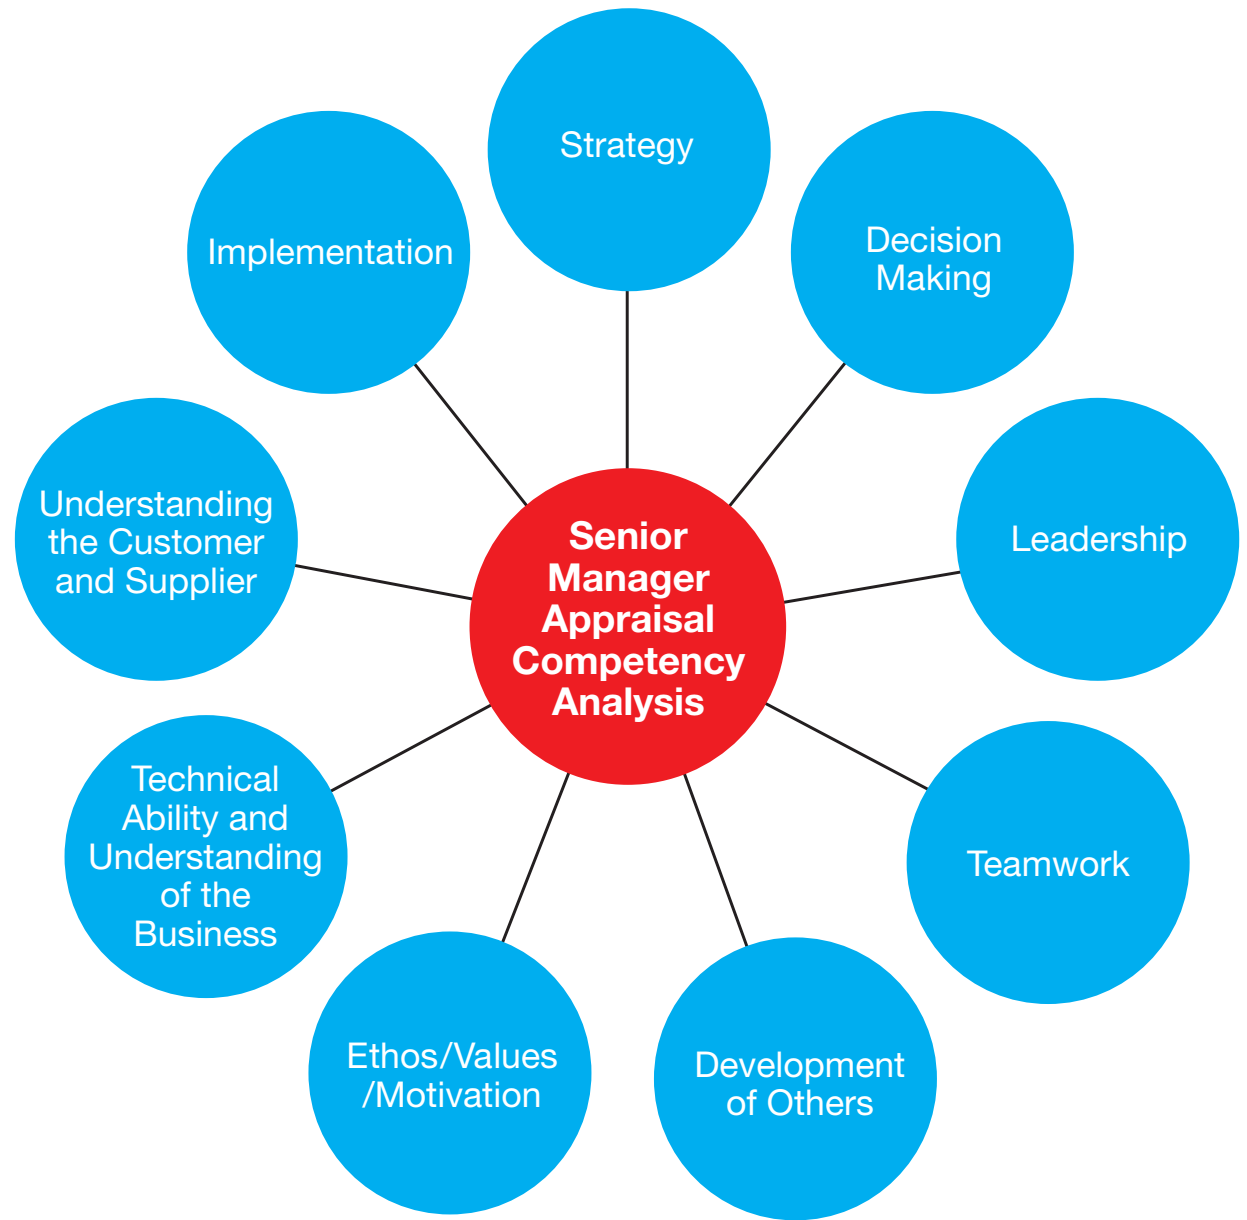 Strategy
Decision
Making
Leadership
Teamwork
Development
of Others
Ethos/Values
/Motivation
Technical
Ability and
Understanding
of the
Business
Understanding
the Customer
and Supplier
Implementation
Senior
Manager
Appraisal
Competency
Analysis